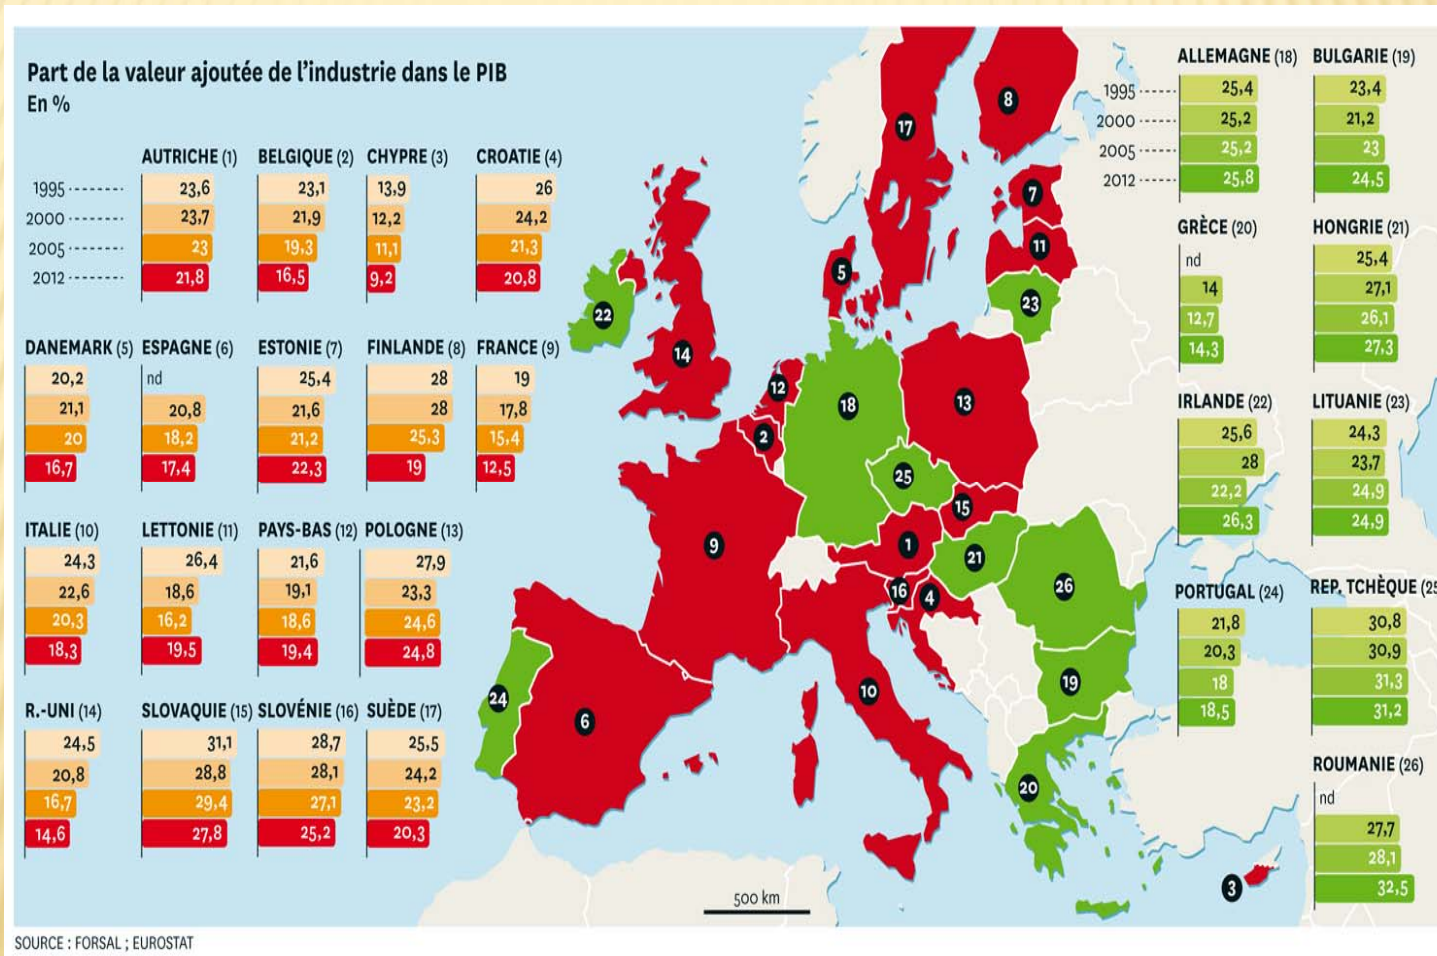 Part de la valeur ajoutée de l'industrie dans le PIB
En %
AUTRICHE (1) BELGIQUE (2) CHYPRE (3) CROATIE (4)
1995 23,6 23,1 13,9 26
2000 23,7 21,9 12,2 24,2
2005 23 19,3 11,1 21,3
2012 21,8 16,5 9,2 20,8
DANEMARK (5) ESPAGNE (6) ESTONIE (7) FINLANDE (8) FRANCE (9)
20,2 nd 25,4 28 19
21,1 20,8 21,6 28 17,8
20 18,2 21,2 25,3 15,4
16,7 17,4 22,3 19 12,5
ITALIE (10) LETTONIE (11) PAYS-BAS (12) POLOGNE (13)
24,3 26,4 21,6 27,9
22,6 18,6 19,1 23,3
20,3 16,2 18,6 24,6
18,3 19,5 19,4 24,8
R.-UNI (14) SLOVAQUIE (15) SLOVÉNIE (16) SUÈDE (17)
24,5 31,1 28,7 25,5
20,8 28,8 28,1 24,2
16,7 29,4 27,1 23,2
14,6 27,8 25,2 20,3
ALLEMAGNE (18) BULGARIE (19)
1995 25,4 23,4
2000 25,2 21,2
2005 25,2 23
2012 25,8 24,5
GRÈCE (20) HONGRIE (21)
nd 25,4
14 27,1
12,7 26,1
14,3 27,3
IRLANDE (22) LITUANIE (23)
25,6 24,3
28 23,7
22,2 24,9
26,3 24,9
PORTUGAL (24) REP. TCHÈQUE (25
21,8 30,8
20,3 30,9
18 31,3
18,5 31,2
ROUMANIE (26)
nd
27,7
28,1
32,5
8
17
7
11
5
22
23
14
12
18
13
2
25
15
9
1
21
16
4
26
24
6
10
19
20
3
500 km
SOURCE : FORSAL ; EUROSTAT